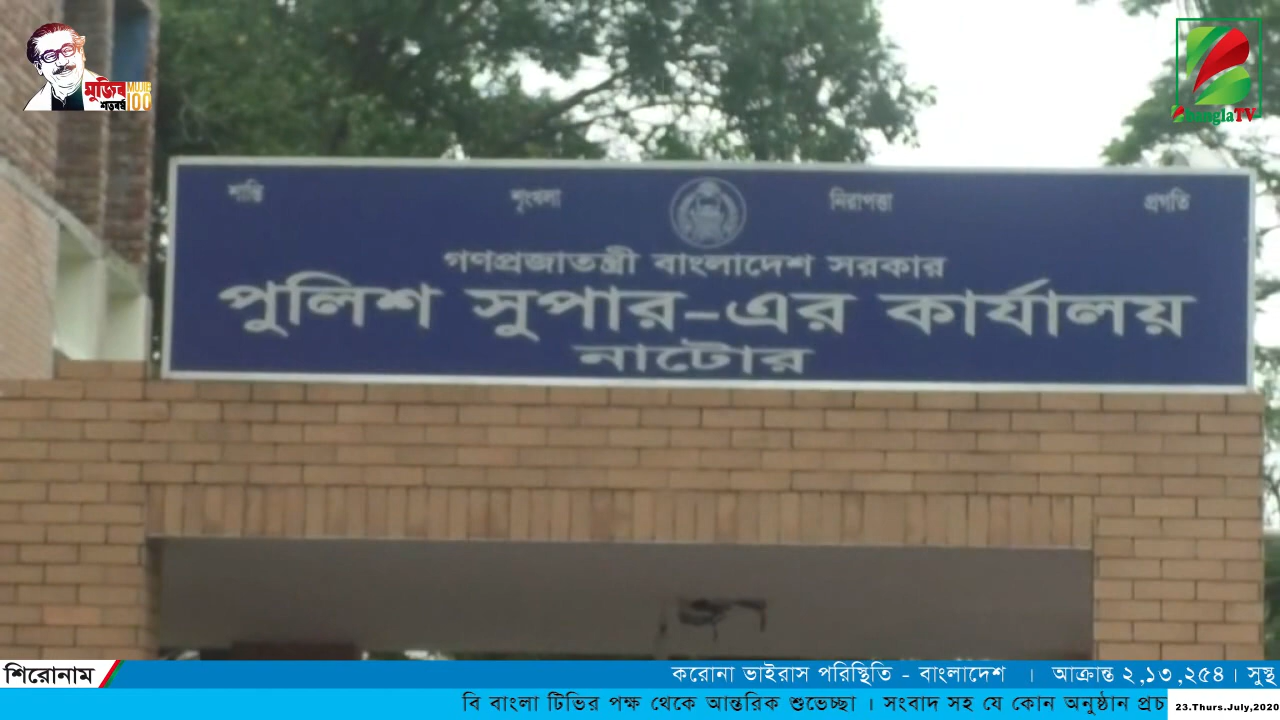 মুজিব MUJIB
শতবর্ষ 100
BanglaTV
শান্তি শৃংখলা নিরাপত্তা প্রগতি
গণপ্রজাতন্ত্রী বাংলাদেশ সরকার
পুলিশ সুপার-এর কার্যালয়
নাটোর
শিরোনাম করোনা ভাইরাস পরিস্থিতি - বাংলাদেশ । আক্রান্ত ২,১৩,২৫৪। সুস্থ
বি বাংলা টিভির পক্ষ থেকে আন্তরিক শুভেচ্ছা । সংবাদ সহ যে কোন অনুষ্ঠান প্রচ
23.Thurs.July,2020